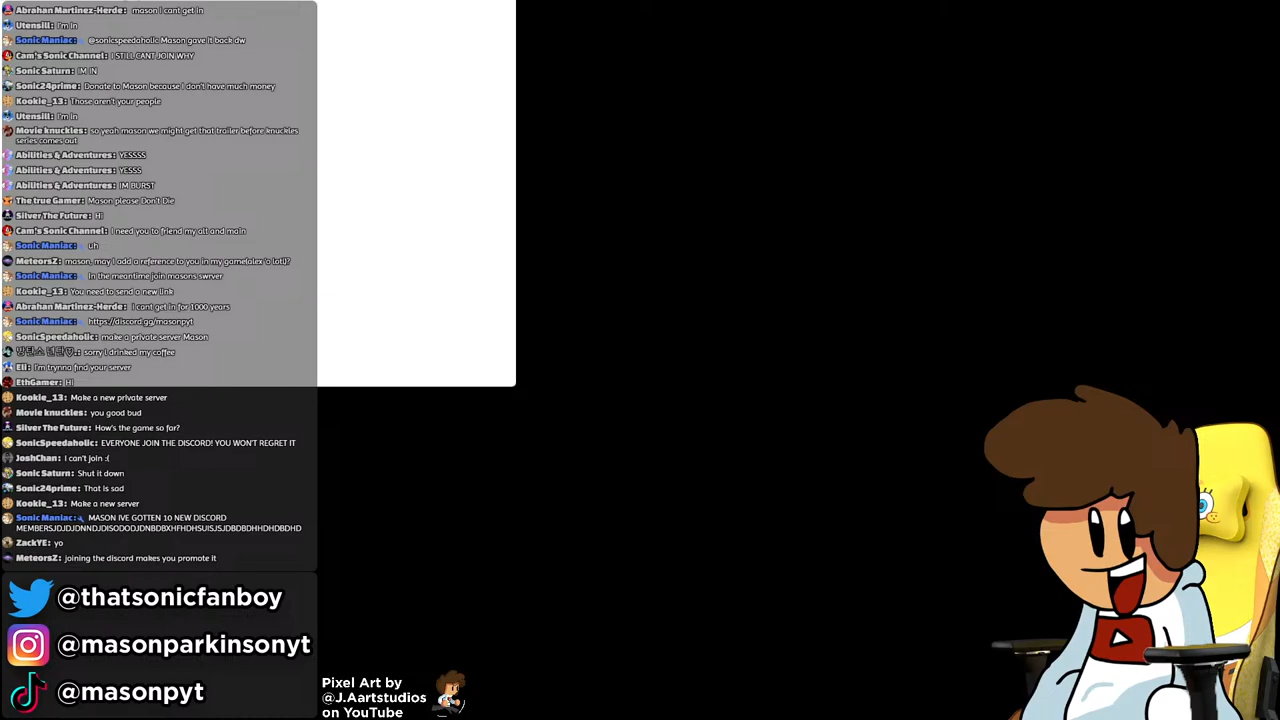 Abrahan Martinez-Herde: mason I cant get in
Utensill: I'm in
Sonic Maniac: @sonicspeedaholic Mason gave it back dw
Cam's Sonic Channel: I STILL CANT JOIN WHY
Sonic Saturn: IM IN
Sonic24prime: Donate to Mason because I don't have much money
Kookie_13: Those aren't your people
Utensill: I'm in
Movie knuckles: so yeah mason we might get that trailer before knuckles
series comes out
Abilities & Adventures: YESSSS
Abilities & Adventures: YESSS
Abilities & Adventures: IM BURST
The true Gamer: Mason please Don't Die
Silver The Future: Hi
Cam's Sonic Channel: I need you to friend my alt and main
Sonic Maniac: uh
MeteorsZ: mason, may I add a reference to you in my game(alex a lot)?
Sonic Maniac: In the meantime join masons swrver
Kookie_13: You need to send a new link
Abrahan Martinez-Herde: I cant get in for 1000 years
Sonic Maniac: https://discord.gg/masonpyt
SonicSpeedaholic: make a private server Mason
sorry I drinked my coffee
Eli: I'm trynna find your server
EthGamer: Hi
Kookie_13: Make a new private server
Movie knuckles: you good bud
Silver The Future: How's the game so far?
SonicSpeedaholic: EVERYONE JOIN THE DISCORD! YOU WON'T REGRET IT
JoshChan: I can't join :(
Sonic Saturn: Shut it down
Sonic24prime: That is sad
Kookie_13: Make a new server
Sonic Maniac: MASON IVE GOTTEN 10 NEW DISCORD
MEMBERSJDJDJDNNDJDISODODJDNBDBXHFHDHSUISJSJDBDBDHHDHDBDHD
ZackYE: yo
MeteorsZ: joining the discord makes you promote it
@thatsonicfanboy
@masonparkinsonyt
@masonpyt
Pixel Art by
@J.Aartstudios
on YouTube